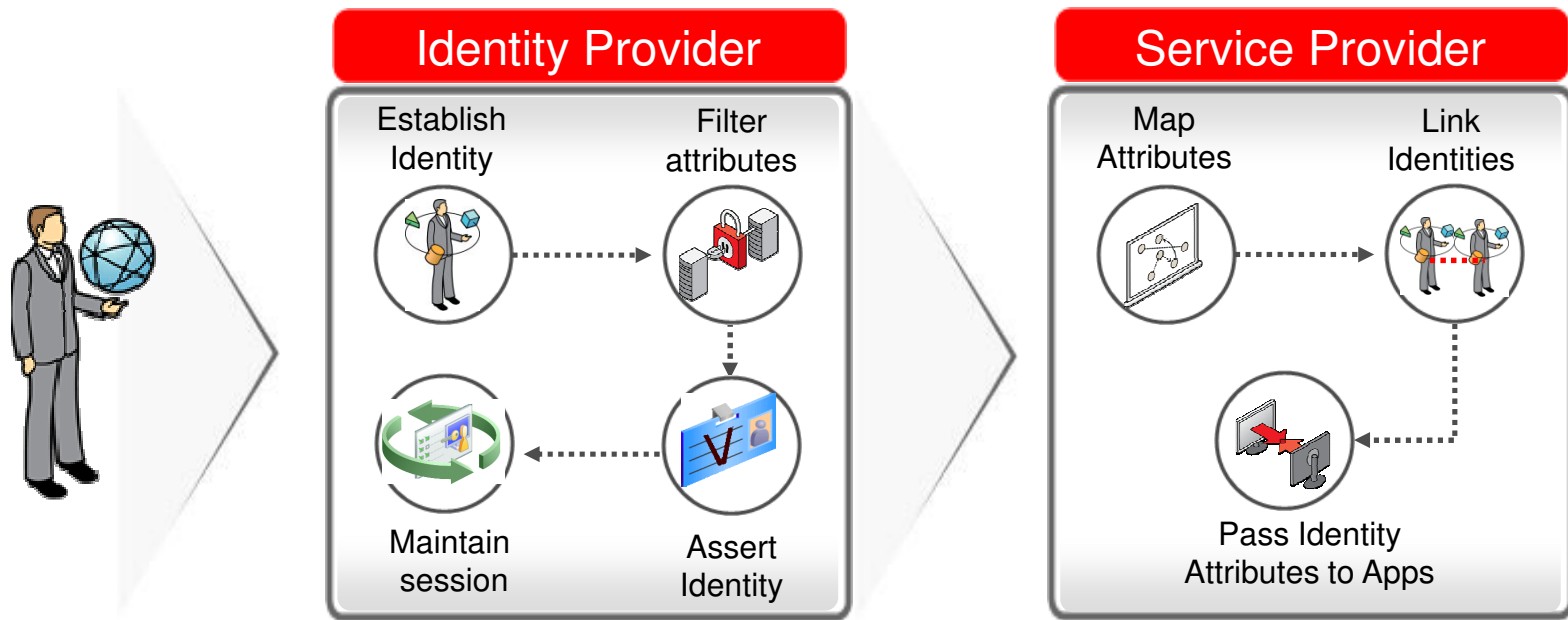 Identity Provider
Service Provider
Establish
Identity
Filter
attributes
Maintain
session
Assert
Identity
Map
Attributes
Link
Identities
Pass Identity
Attributes to Apps
V